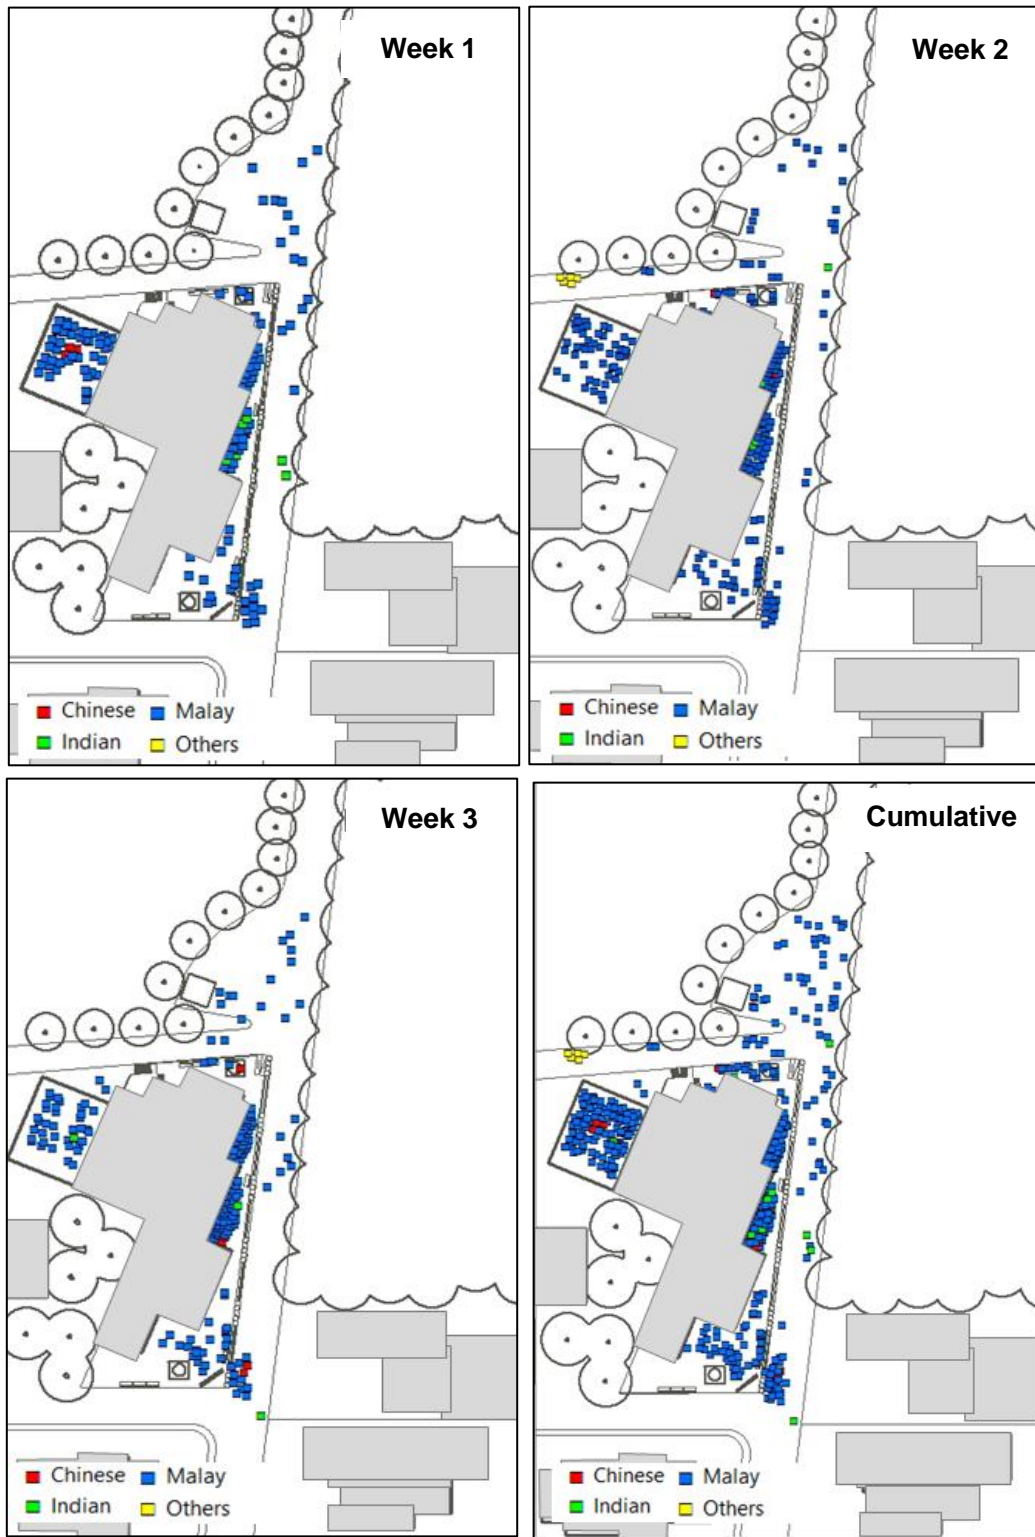 Week 1
Chinese Malay
Indian Others
Week 2
Chinese Malay
Indian Others
Week 3
Chinese Malay
Indian Others
Cumulative
Chinese Malay
Indian Others